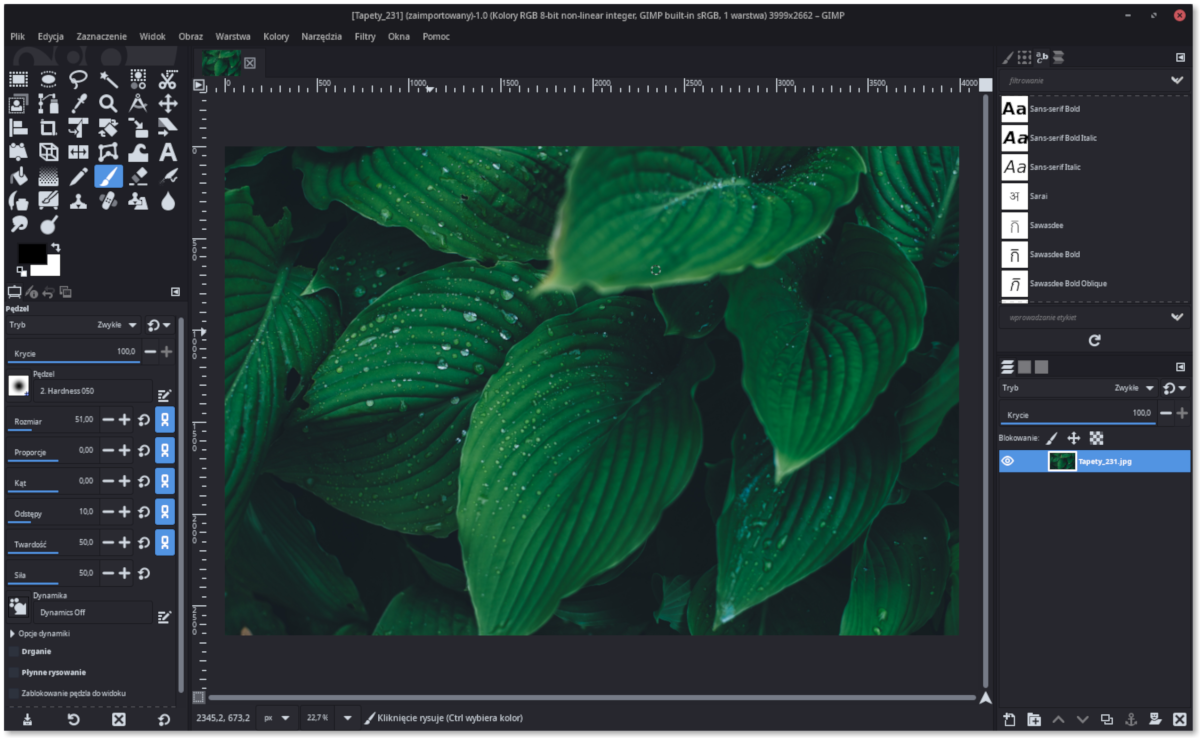 [Tapety_231] (zaimportowany)-1.0 (Kolory RGB 8-bit non-linear integer, GIMP built-in sRGB, 1 warstwa) 3999x2662 – GIMP
Plik Edycja Zaznaczenie Widok Obraz Warstwa Kolory Narzędzia Filtry Okna Pomoc
0 500 1000 1500 2000 2500 3000 3500 4000
0
500
1000
1500
2000
2500
Pędzel
Tryb Zwykłe
Krycie 100,0
Pędzel
2. Hardness 050
Rozmiar 51,00
Proporcje 0,00
Kąt 0,00
Odstępy 10,0
Twardość 50,0
Siła 50,0
Dynamika
Dynamics Off
Opcje dynamiki
Drganie
Płynne rysowanie
Zablokowanie pędzla do widoku
2345,2, 673,2 px 22,7 % Kliknięcie rysuje (Ctrl wybiera kolor)
filtrowanie
Aa Sans-serif Bold
Aa Sans-serif Bold Italic
Aa Sans-serif Italic
अ Sarai
ก Sawasdee
ก Sawasdee Bold
ก Sawasdee Bold Oblique
wprowadzanie etykiet
Tryb Zwykłe
Krycie 100,0
Blokowanie:
Tapety_231.jpg